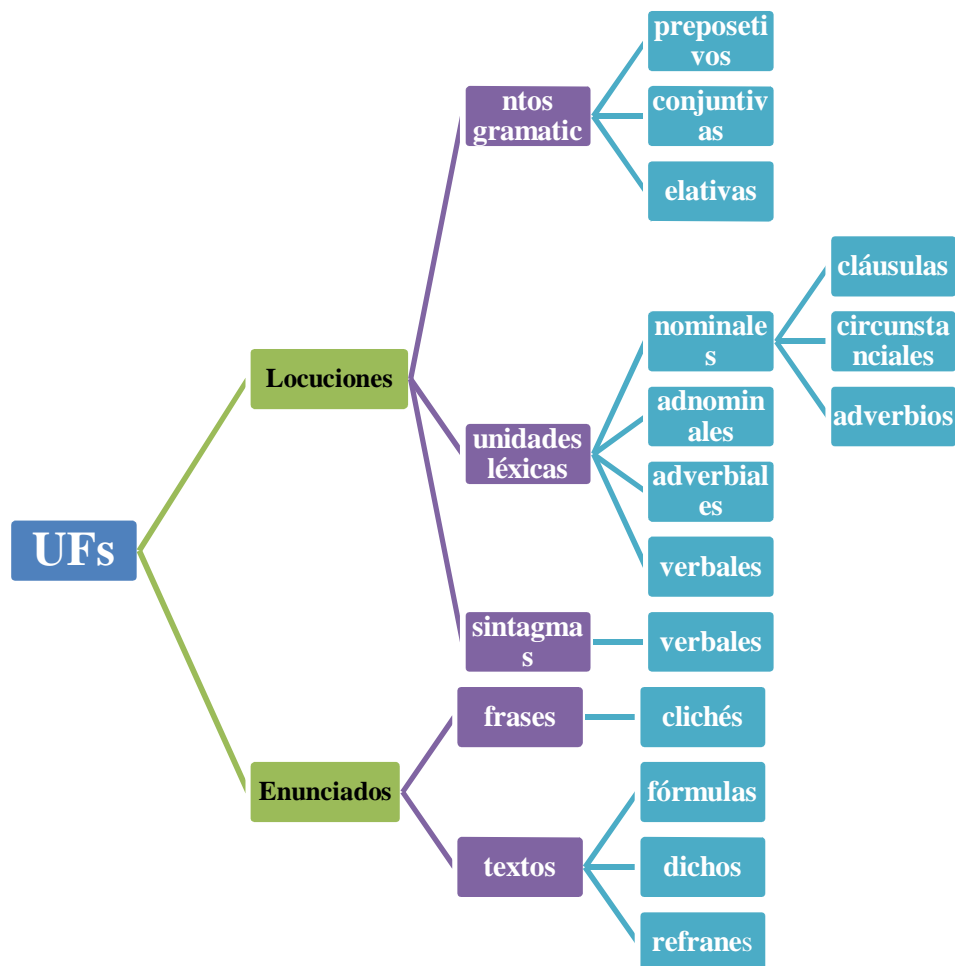 UFs
Locuciones
ntos
gramatic
preposeti
vos
conjuntiv
as
elativas
unidades
léxicas
nominale
s
cláusulas
circunsta
nciales
adverbios
adnomin
ales
adverbial
es
verbales
sintagma
s
verbales
Enunciados
frases
clichés
textos
fórmulas
dichos
refranes